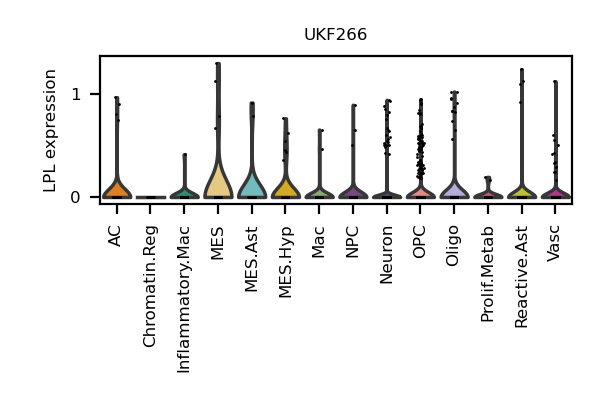 UKF266
LPL expression
1
0
AC
Chromatin.Reg
Inflammatory.Mac
MES
MES.Ast
MES.Hyp
Mac
NPC
Neuron
OPC
Oligo
Prolif.Metab
Reactive.Ast
Vasc